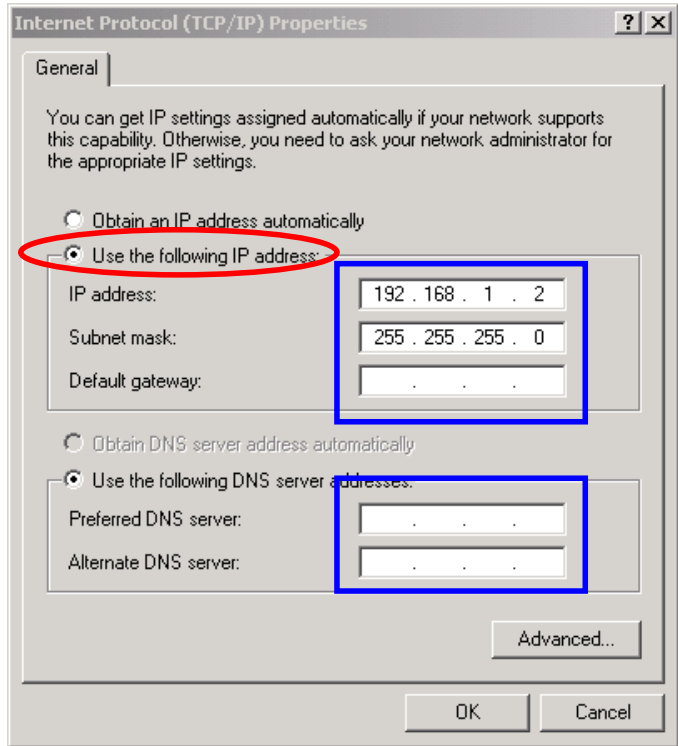 Internet Protocol (TCP/IP) Properties
General
You can get IP settings assigned automatically if your network supports
this capability. Otherwise, you need to ask your network administrator for
the appropriate IP settings.
Obtain an IP address automatically
Use the following IP address:
IP address: 192 . 168 . 1 . 2
Subnet mask: 255 . 255 . 255 . 0
Default gateway: . . .
Obtain DNS server address automatically
Use the following DNS server addresses:
Preferred DNS server: . . .
Alternate DNS server: . . .
Advanced...
OK Cancel